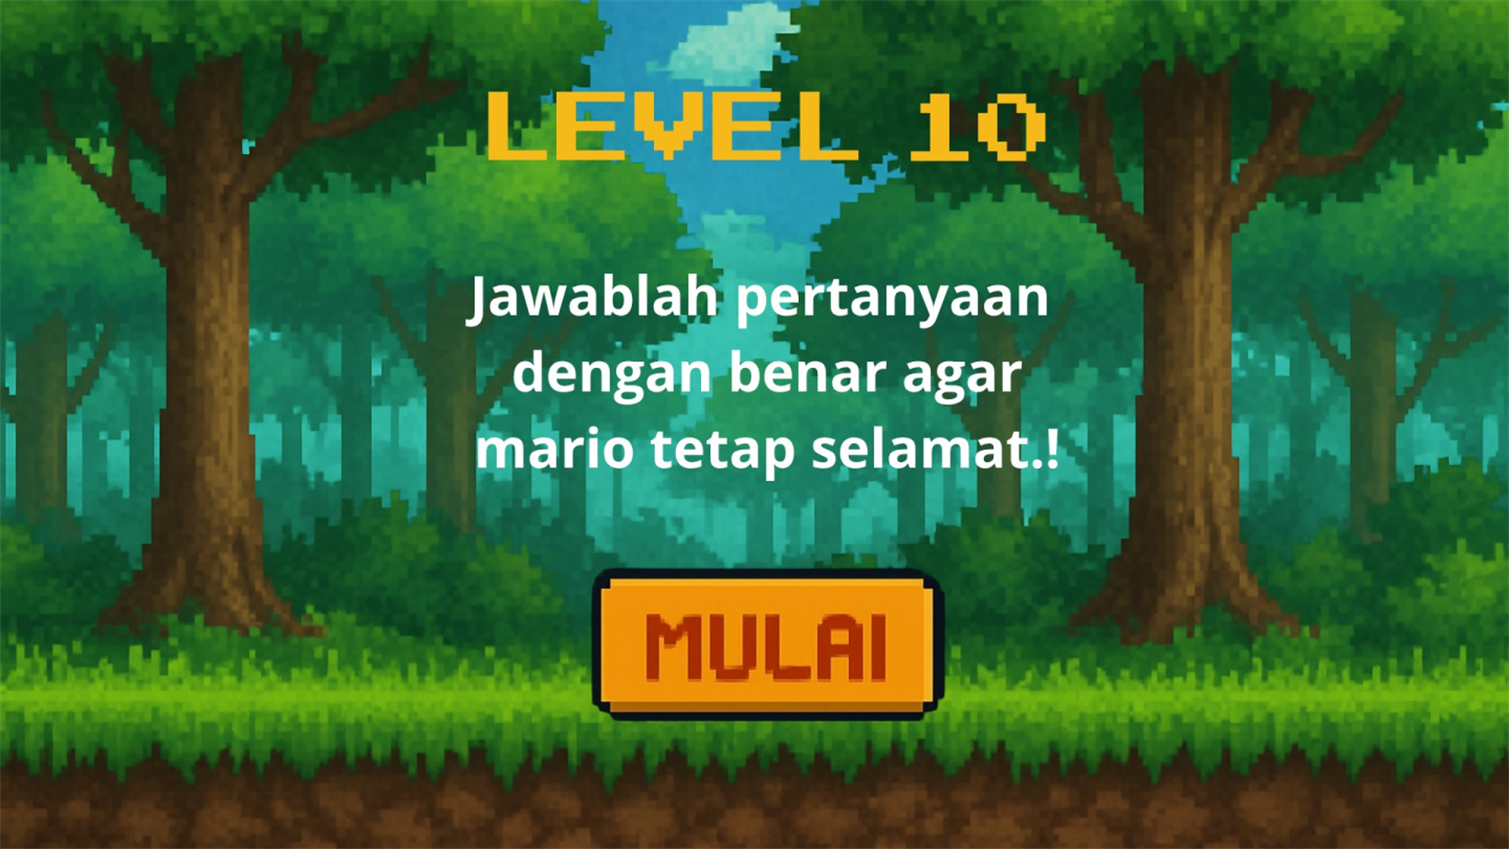 LEVEL 10
Jawablah pertanyaan
dengan benar agar
mario tetap selamat.!
MULAI